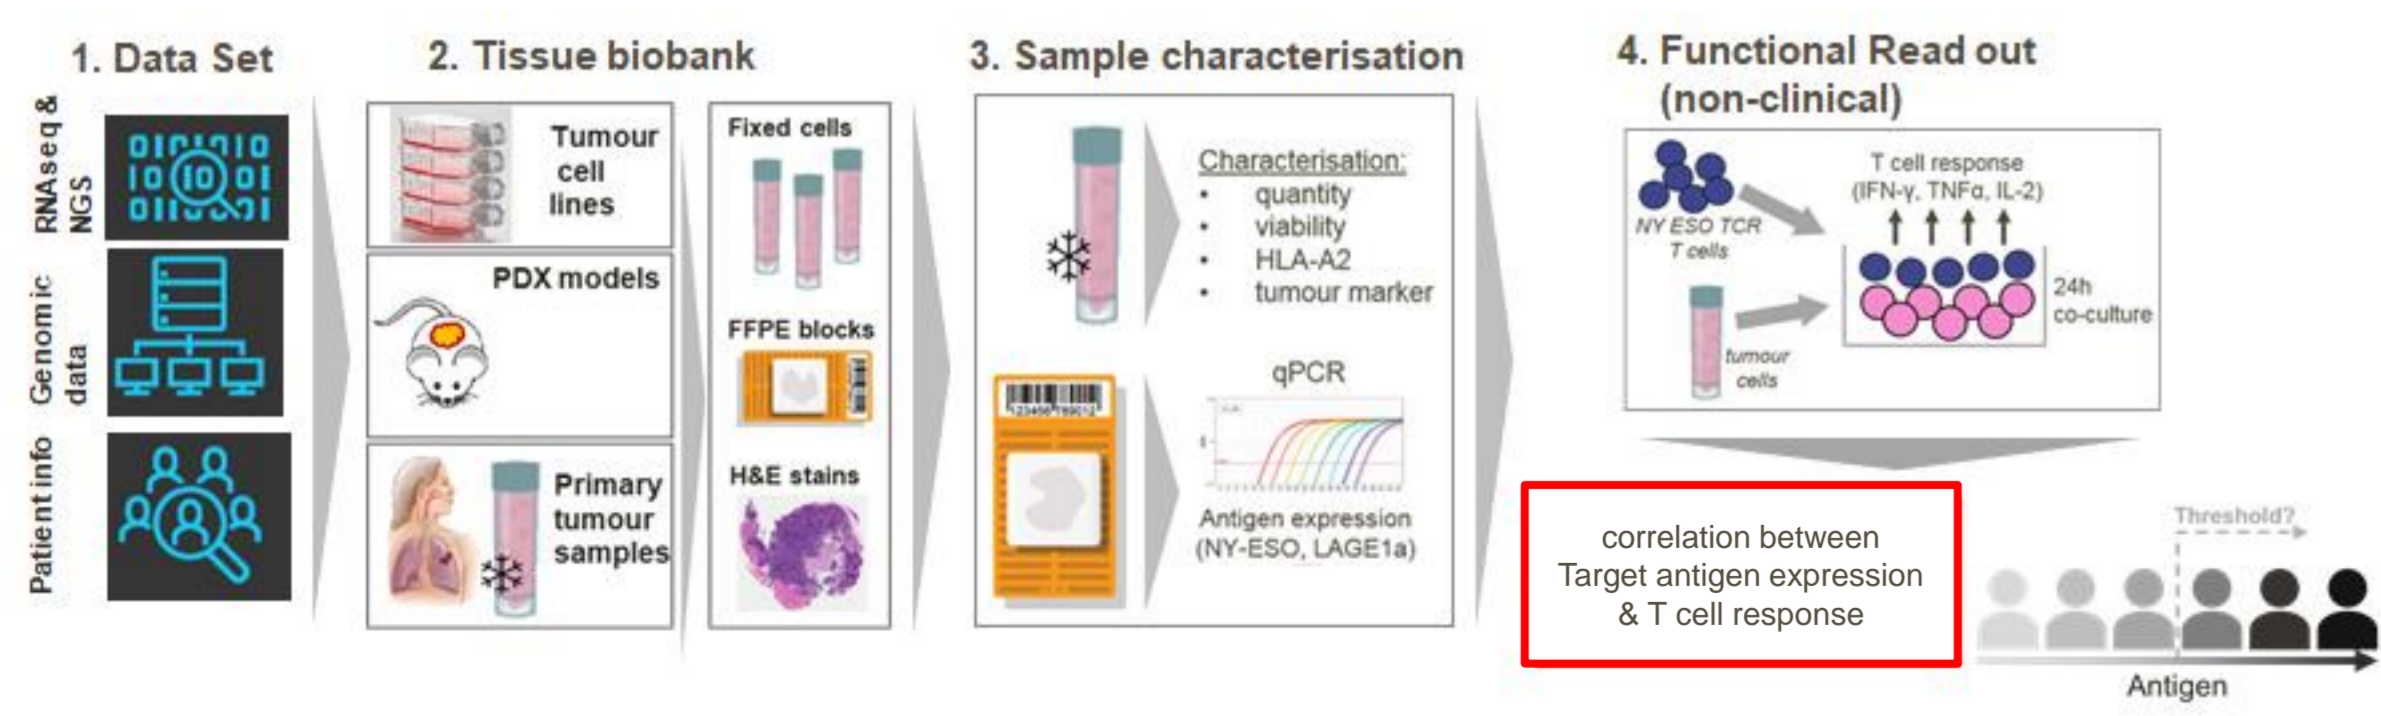 1. Data Set
RNAseq &
NGS
Genomic
data
Patient info
2. Tissue biobank
Tumour
cell
lines
PDX models
Primary
tumour
samples
Fixed cells
FFPE blocks
H&E stains
3. Sample characterisation
Characterisation:
• quantity
• viability
• HLA-A2
• tumour marker
123456 789012
qPCR
Antigen expression
(NY-ESO, LAGE1a)
4. Functional Read out
(non-clinical)
NY ESO TCR
T cells
tumour
cells
T cell response
(IFN-γ, TNFα, IL-2)
24h
co-culture
correlation between
Target antigen expression
& T cell response
Threshold?
Antigen